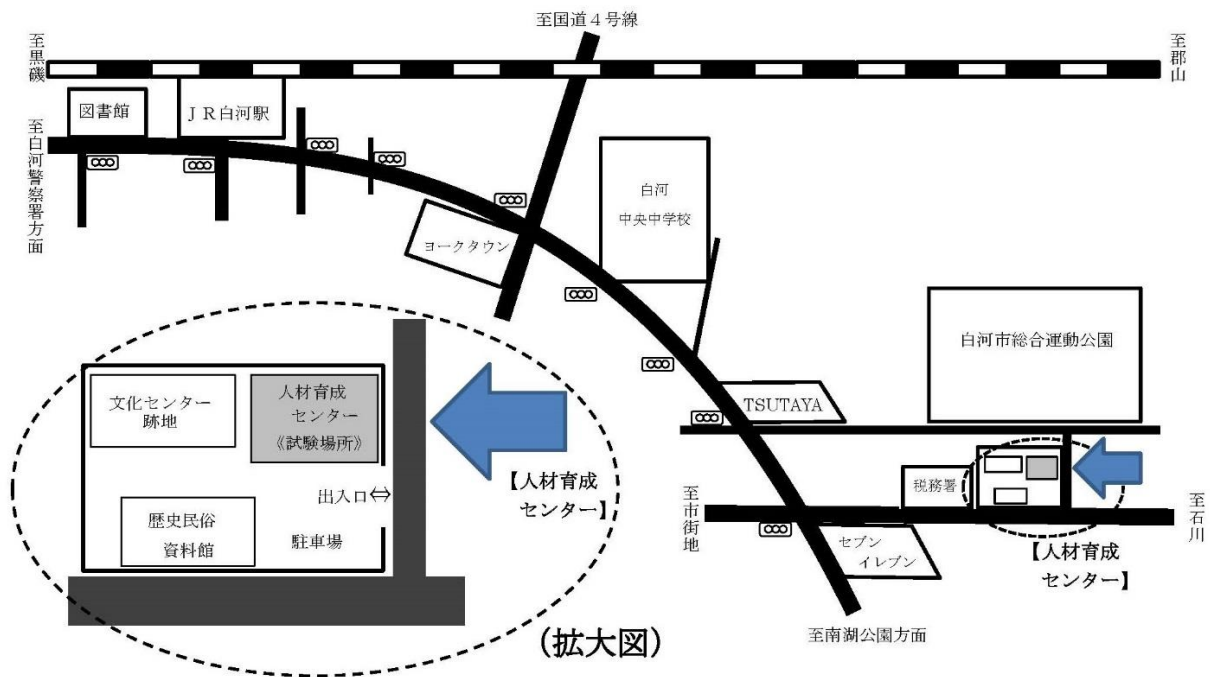 至国道４号線
至黒磯
至郡山
図書館
ＪＲ白河駅
至白河警察署方面
白河
中央中学校
ヨークタウン
白河市総合運動公園
TSUTAYA
文化センター
跡地
人材育成
センター
《試験場所》
【人材育成
センター】
出入口⇔
歴史民俗
資料館
駐車場
税務署
至市街地
至石川
セブン
イレブン
【人材育成
センター】
至南湖公園方面
（拡大図）